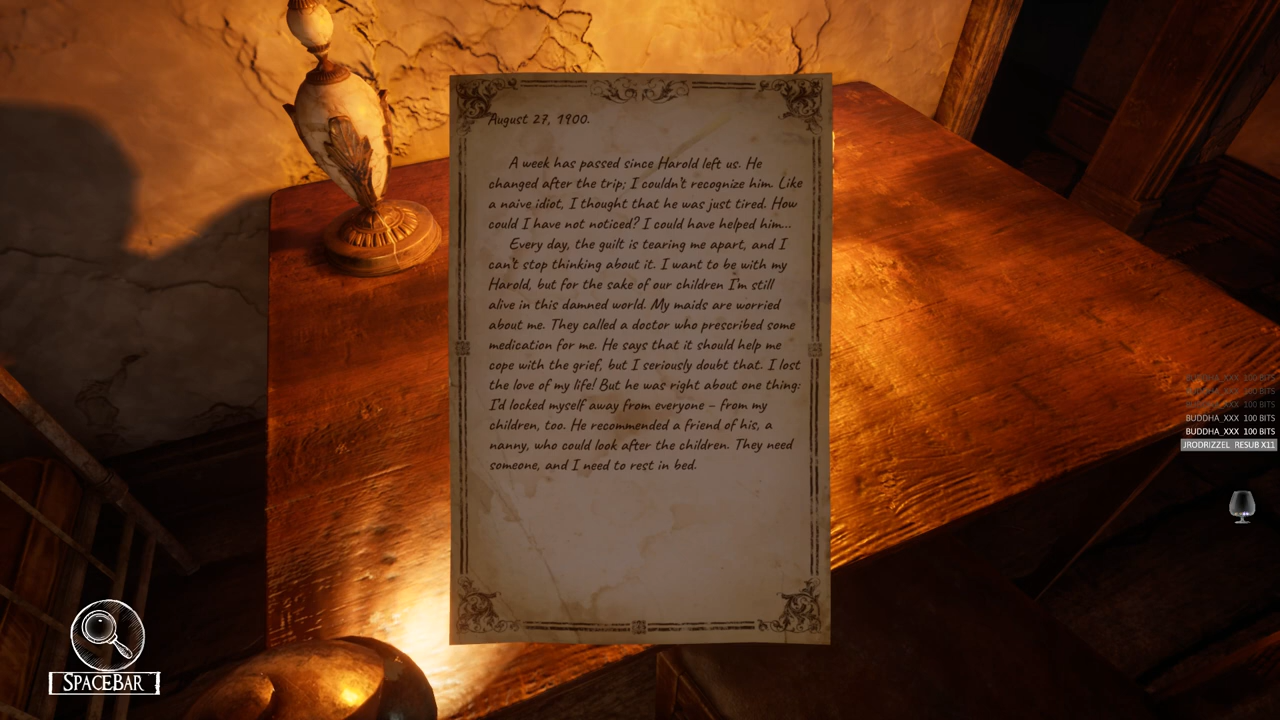 August 27, 1900.
A week has passed since Harold left us. He
changed after the trip; I couldn't recognize him. Like
a naive idiot, I thought that he was just tired. How
could I have not noticed? I could have helped him...
Every day, the guilt is tearing me apart, and I
can't stop thinking about it. I want to be with my
Harold, but for the sake of our children I'm still
alive in this damned world. My maids are worried
about me. They called a doctor who prescribed some
medication for me. He says that it should help me
cope with the grief, but I seriously doubt that. I lost
the love of my life! But he was right about one thing:
I'd locked myself away from everyone – from my
children, too. He recommended a friend of his, a
nanny, who could look after the children. They need
someone, and I need to rest in bed.
100 BITS
100 BITS
100 BITS
BUDDHA_XXX 100 BITS
BUDDHA_XXX 100 BITS
JRODRIZZEL RESUB X11
SPACEBAR